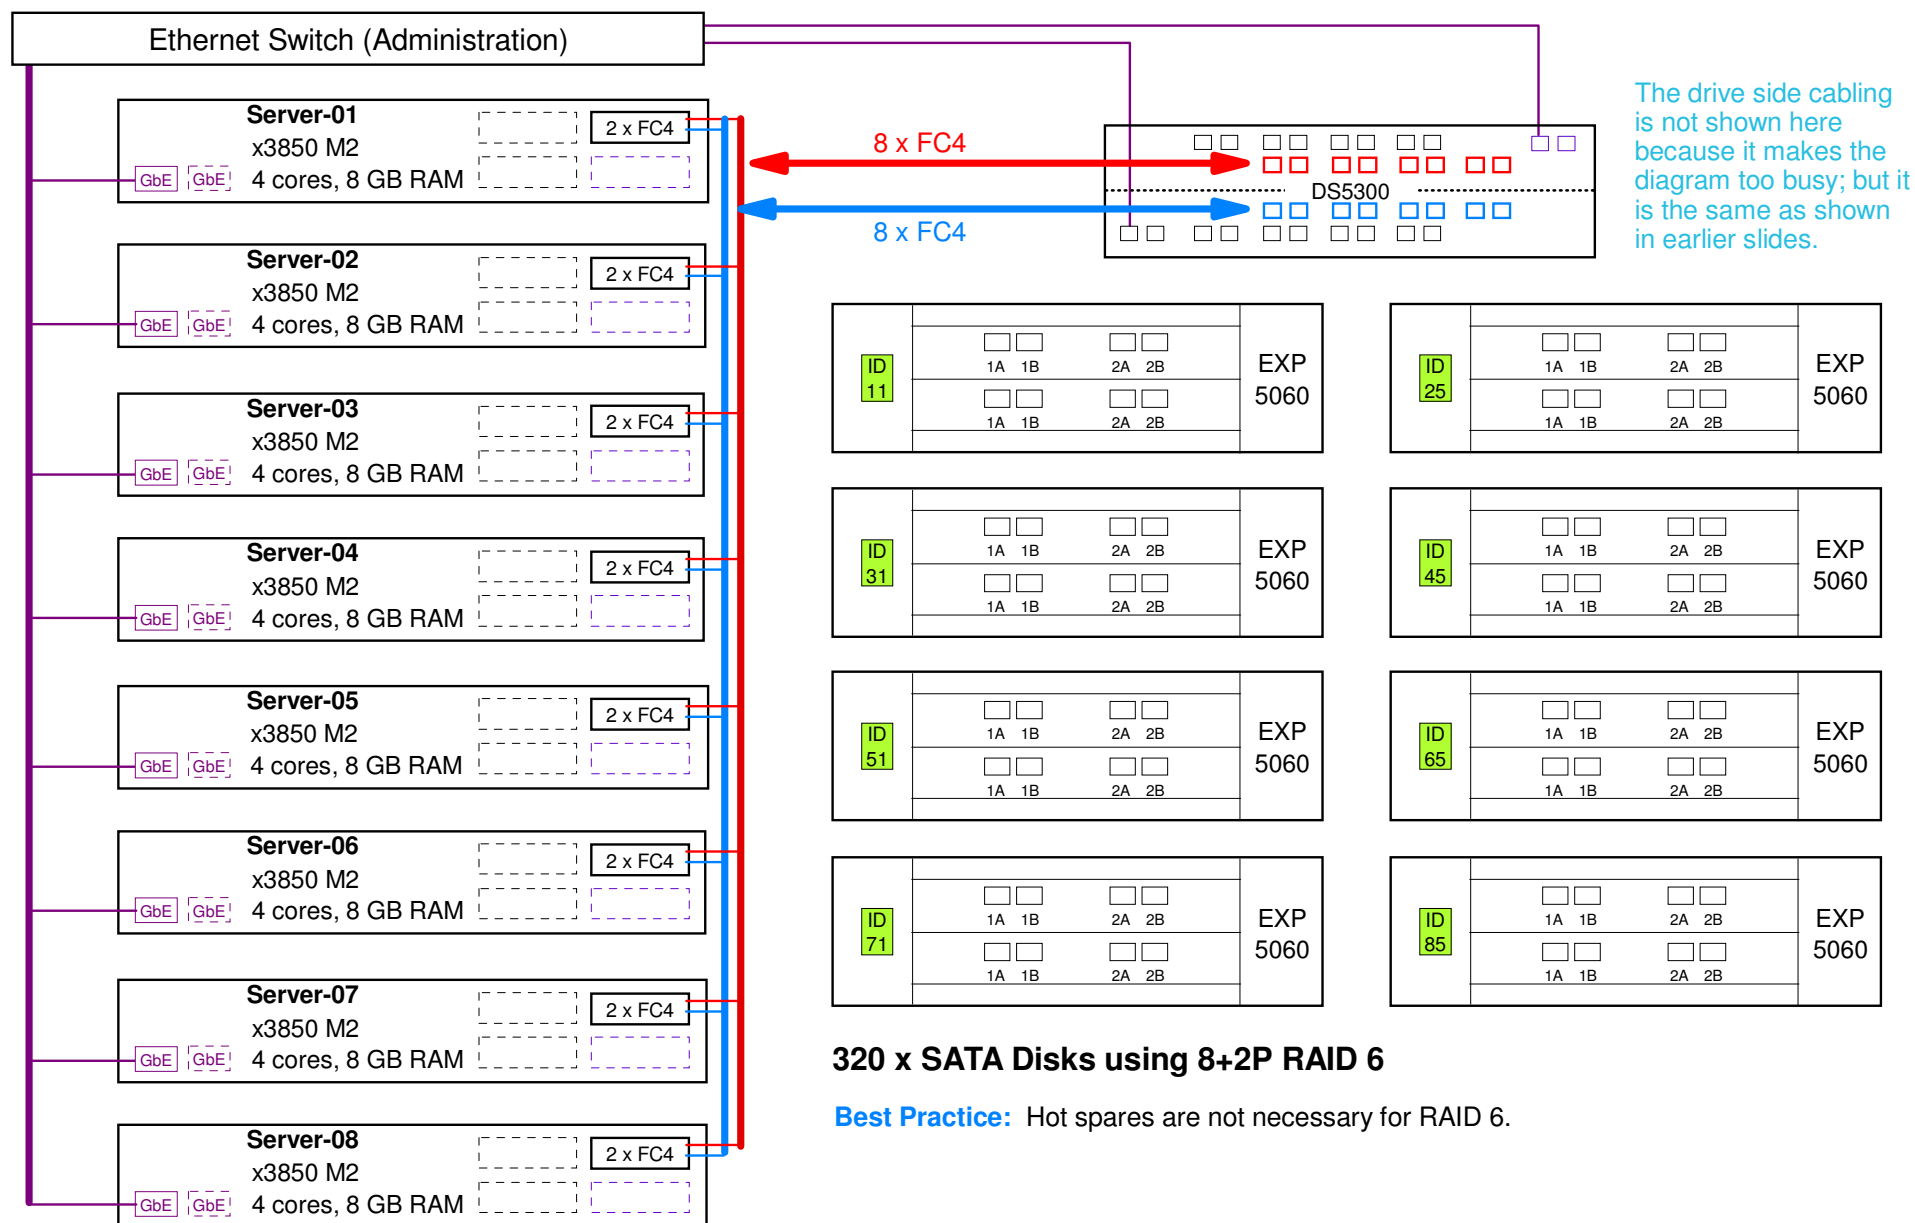 Ethernet Switch (Administration)
Server-01
x3850 M2
4 cores, 8 GB RAM
GbE GbE
2 x FC4
Server-02
x3850 M2
4 cores, 8 GB RAM
GbE GbE
2 x FC4
Server-03
x3850 M2
4 cores, 8 GB RAM
GbE GbE
2 x FC4
Server-04
x3850 M2
4 cores, 8 GB RAM
GbE GbE
2 x FC4
Server-05
x3850 M2
4 cores, 8 GB RAM
GbE GbE
2 x FC4
Server-06
x3850 M2
4 cores, 8 GB RAM
GbE GbE
2 x FC4
Server-07
x3850 M2
4 cores, 8 GB RAM
GbE GbE
2 x FC4
Server-08
x3850 M2
4 cores, 8 GB RAM
GbE GbE
2 x FC4
8 x FC4
8 x FC4
DS5300
The drive side cabling
is not shown here
because it makes the
diagram too busy; but it
is the same as shown
in earlier slides.
ID
11
1A 1B 2A 2B
1A 1B 2A 2B
EXP
5060
ID
25
1A 1B 2A 2B
1A 1B 2A 2B
EXP
5060
ID
31
1A 1B 2A 2B
1A 1B 2A 2B
EXP
5060
ID
45
1A 1B 2A 2B
1A 1B 2A 2B
EXP
5060
ID
51
1A 1B 2A 2B
1A 1B 2A 2B
EXP
5060
ID
65
1A 1B 2A 2B
1A 1B 2A 2B
EXP
5060
ID
71
1A 1B 2A 2B
1A 1B 2A 2B
EXP
5060
ID
85
1A 1B 2A 2B
1A 1B 2A 2B
EXP
5060
320 x SATA Disks using 8+2P RAID 6
Best Practice: Hot spares are not necessary for RAID 6.